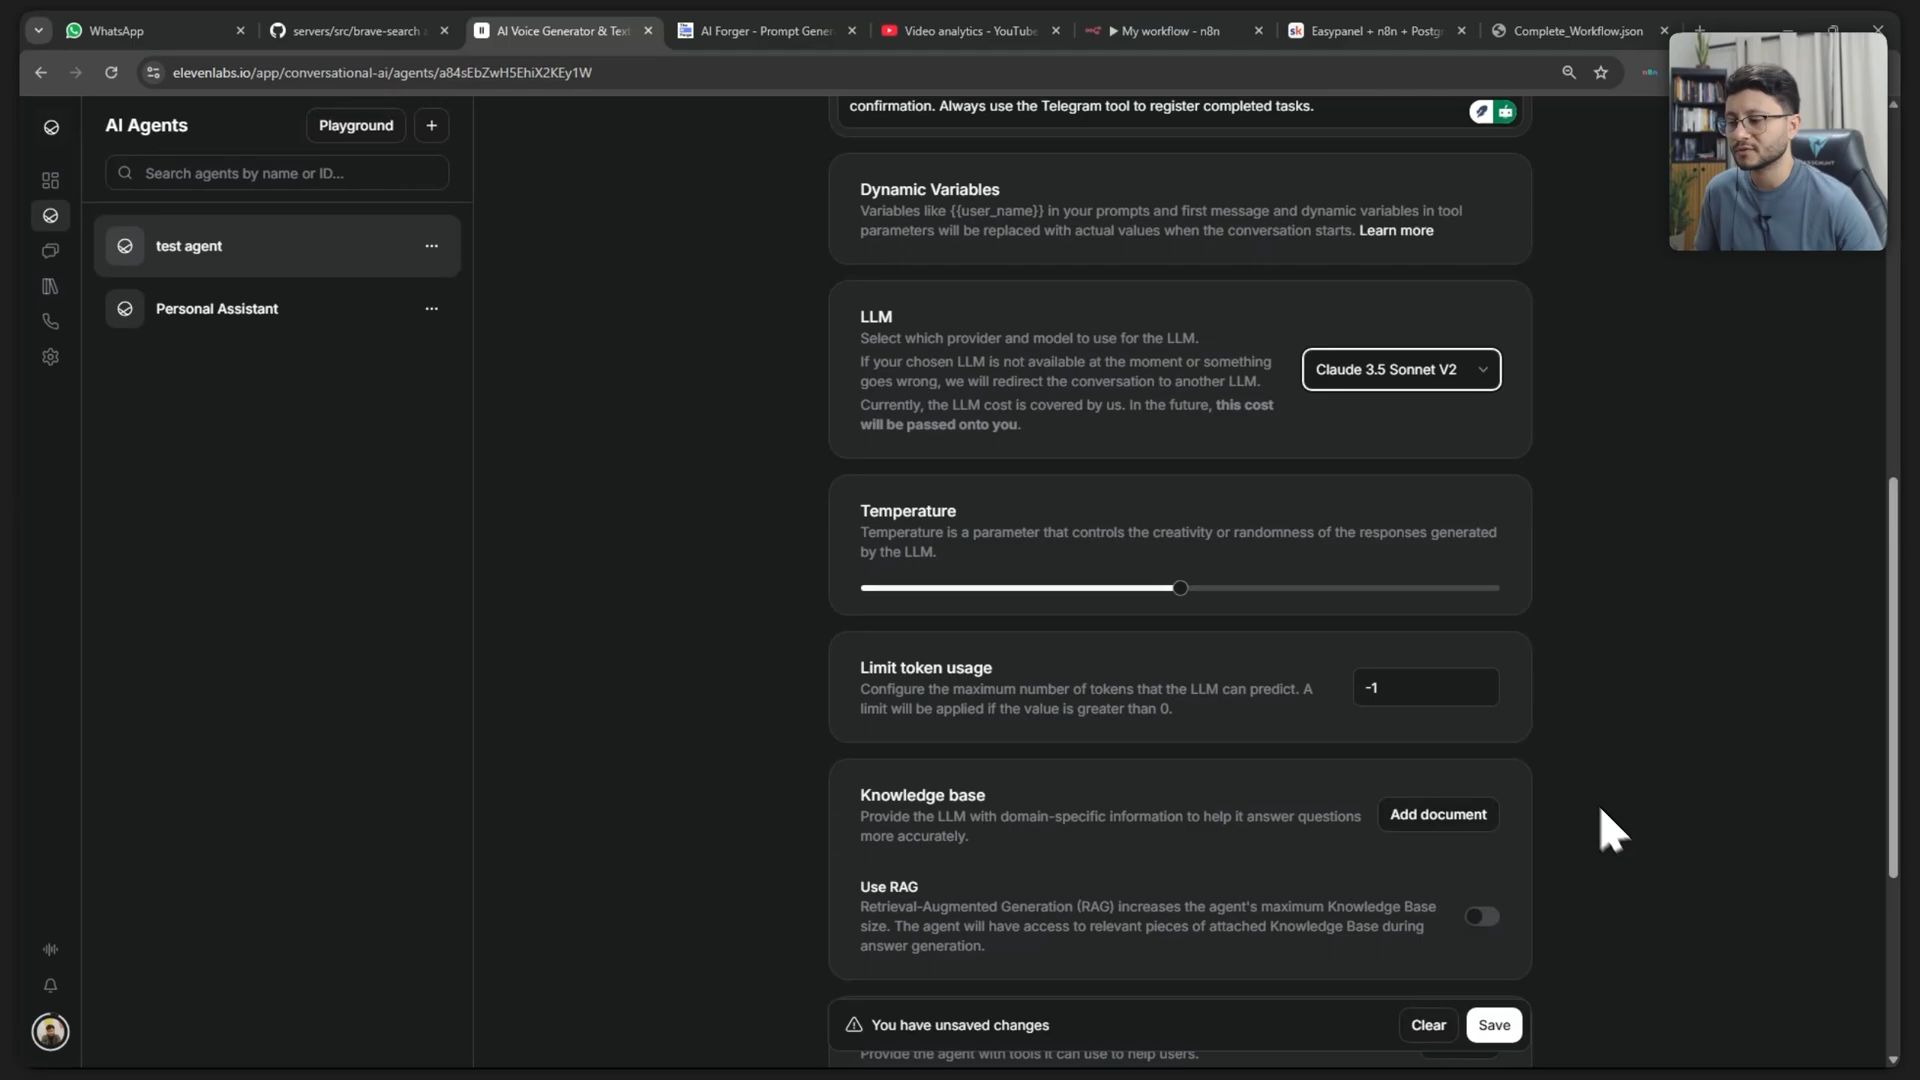 WhatsApp
servers/src/brave-search
AI Voice Generator & Text
AI Forger - Prompt Gener
Video analytics - YouTube
▶ My workflow - n8n
Easypanel + n8n + Postg
Complete_Workflow.json
elevenlabs.io/app/conversational-ai/agents/a84sEbZwH5EhiX2KEy1W
AI Agents
Playground
+
Search agents by name or ID...
test agent
Personal Assistant
confirmation. Always use the Telegram tool to register completed tasks.
Dynamic Variables
Variables like {{user_name}} in your prompts and first message and dynamic variables in tool
parameters will be replaced with actual values when the conversation starts. Learn more
LLM
Select which provider and model to use for the LLM.
If your chosen LLM is not available at the moment or something
goes wrong, we will redirect the conversation to another LLM.
Currently, the LLM cost is covered by us. In the future, this cost
will be passed onto you.
Claude 3.5 Sonnet V2
Temperature
Temperature is a parameter that controls the creativity or randomness of the responses generated
by the LLM.
Limit token usage
Configure the maximum number of tokens that the LLM can predict. A
limit will be applied if the value is greater than 0.
-1
Knowledge base
Provide the LLM with domain-specific information to help it answer questions
more accurately.
Add document
Use RAG
Retrieval-Augmented Generation (RAG) increases the agent's maximum Knowledge Base
size. The agent will have access to relevant pieces of attached Knowledge Base during
answer generation.
You have unsaved changes
Clear
Save
Provide the agent with tools it can use to help users.